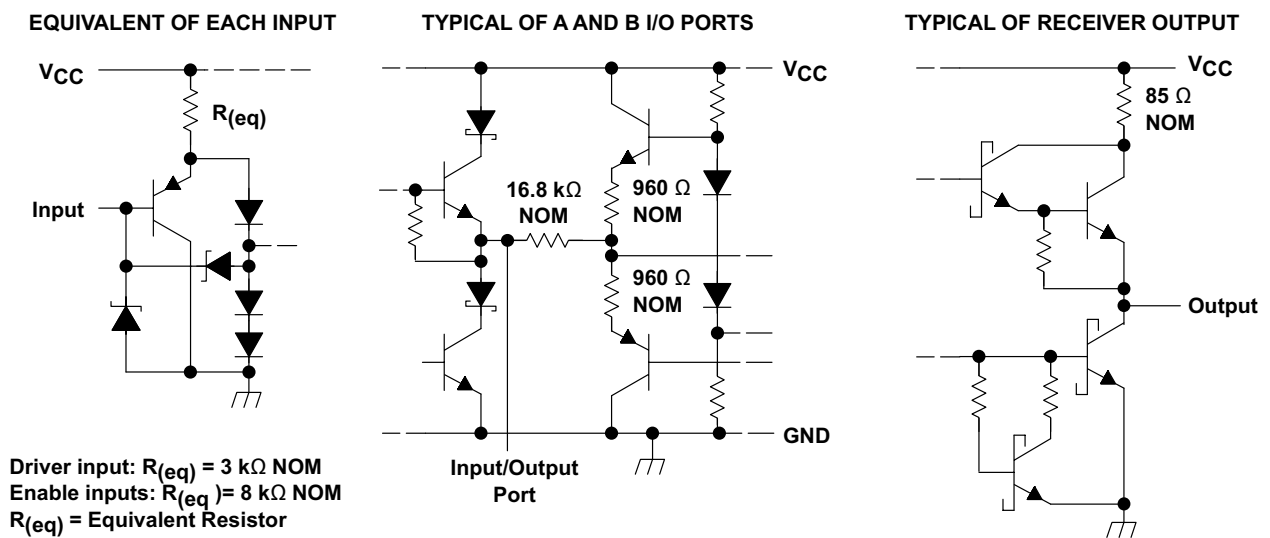 EQUIVALENT OF EACH INPUT
VCC
R(eq)
Input
Driver input: R(eq) = 3 kΩ NOM
Enable inputs: R(eq )= 8 kΩ NOM
R(eq) = Equivalent Resistor
TYPICAL OF A AND B I/O PORTS
VCC
16.8 kΩ
NOM
960 Ω
NOM
960 Ω
NOM
GND
Input/Output
Port
TYPICAL OF RECEIVER OUTPUT
VCC
85 Ω
NOM
Output